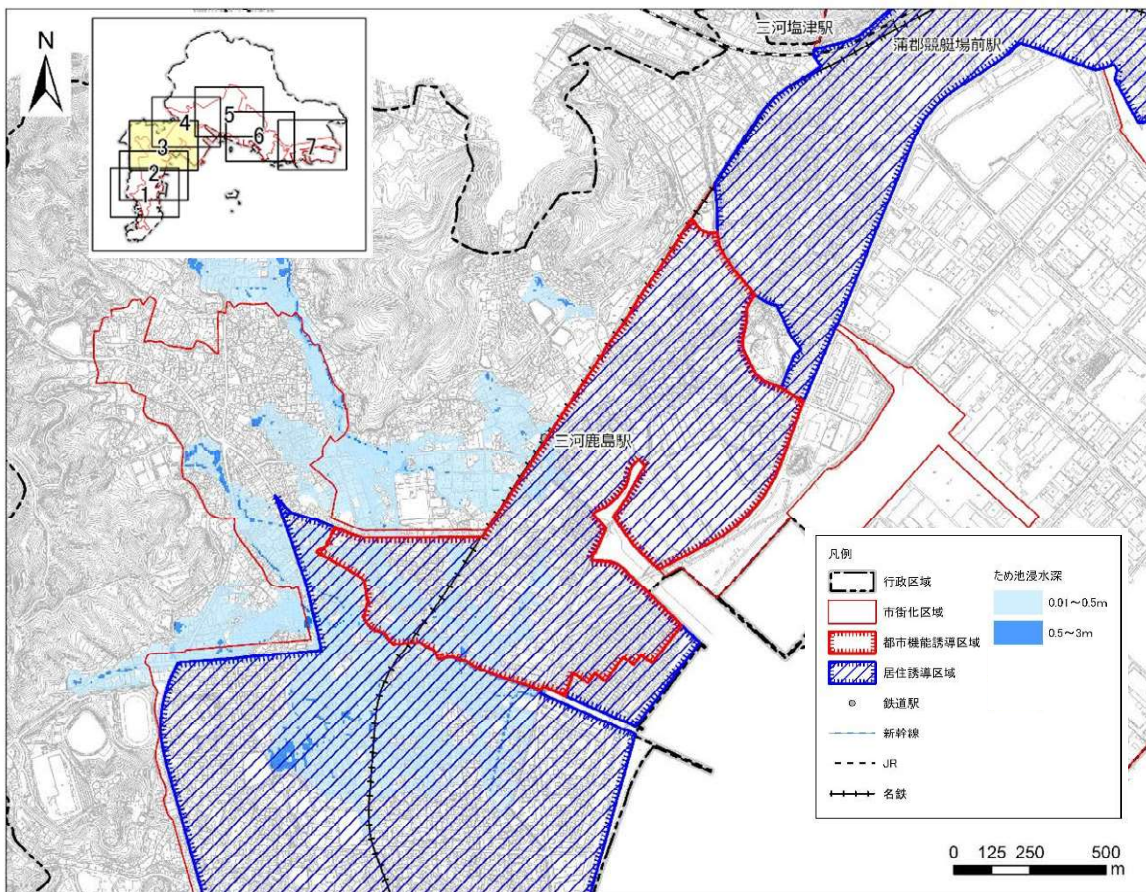 三河塩津駅
蒲郡競艇場前駅
N
4
5
6
3
7
2
1
三河鹿島駅
凡例
行政区域
市街化区域
都市機能誘導区域
居住誘導区域
鉄道駅
新幹線
JR
名鉄
ため池浸水深
0.01～0.5m
0.5～3m
0 125 250 500
m